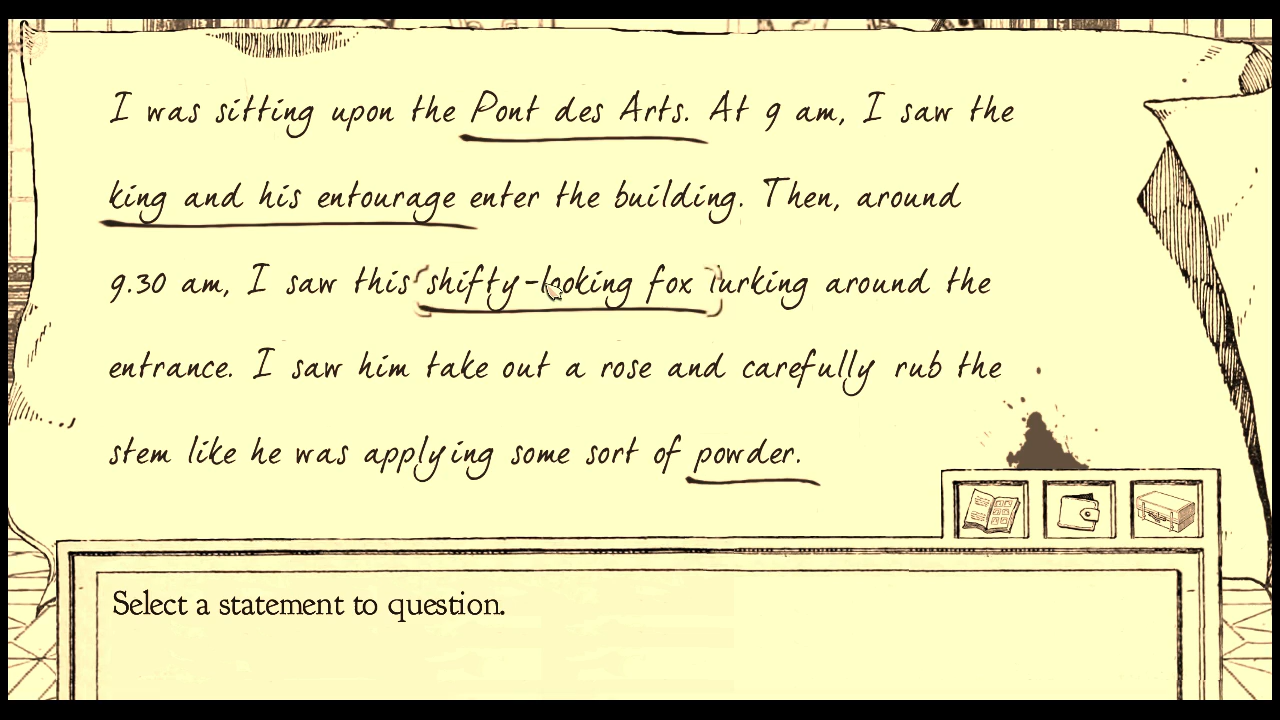 I was sitting upon the Pont des Arts. At 9 am, I saw the
king and his entourage enter the building. Then, around
9.30 am, I saw this shifty-looking fox lurking around the
entrance. I saw him take out a rose and carefully rub the
stem like he was applying some sort of powder.
Select a statement to question.